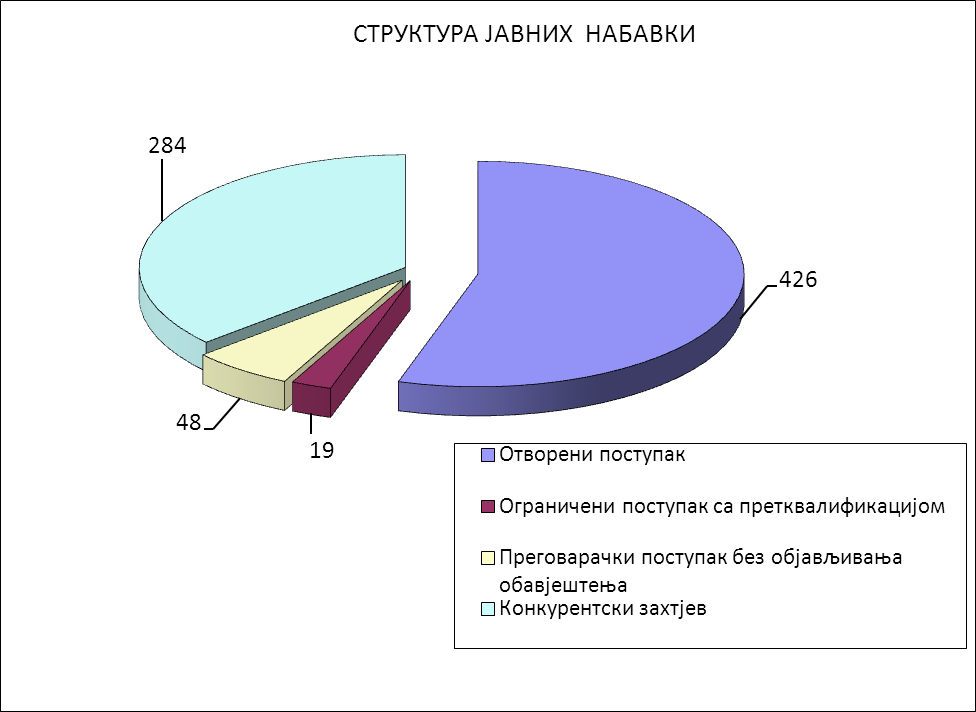 СТРУКТУРА ЈАВНИХ НАБАВКИ
284
426
48
19
Отворени поступак
Ограничени поступак са претквалификацијом
Преговарачки поступак без објављивања
обавјештења
Конкурентски захтјев